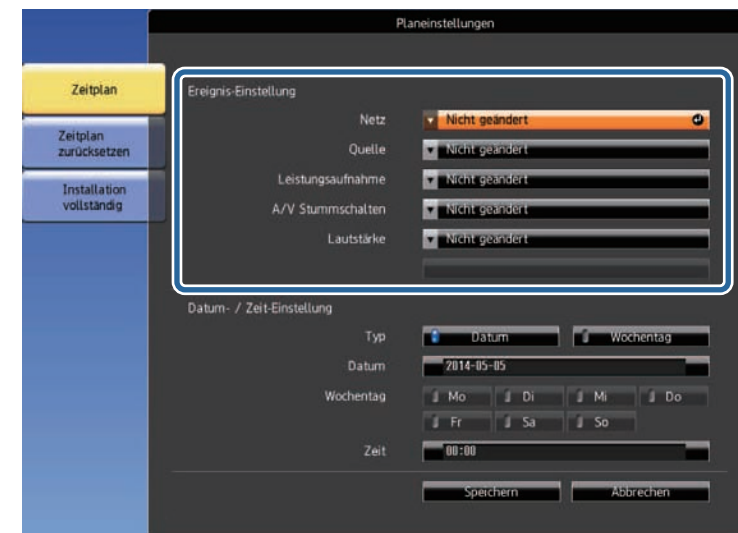 Planeinstellungen
Zeitplan
Zeitplan
zurücksetzen
Installation
vollständig
Ereignis-Einstellung
Netz Nicht geändert
Quelle Nicht geändert
Leistungsaufnahme Nicht geändert
A/V Stummschalten Nicht geändert
Lautstärke Nicht geändert
Datum- / Zeit-Einstellung
Typ Datum Wochentag
Datum 2014-05-05
Wochentag Mo Di Mi Do
Fr Sa So
Zeit 00:00
Speichern Abbrechen